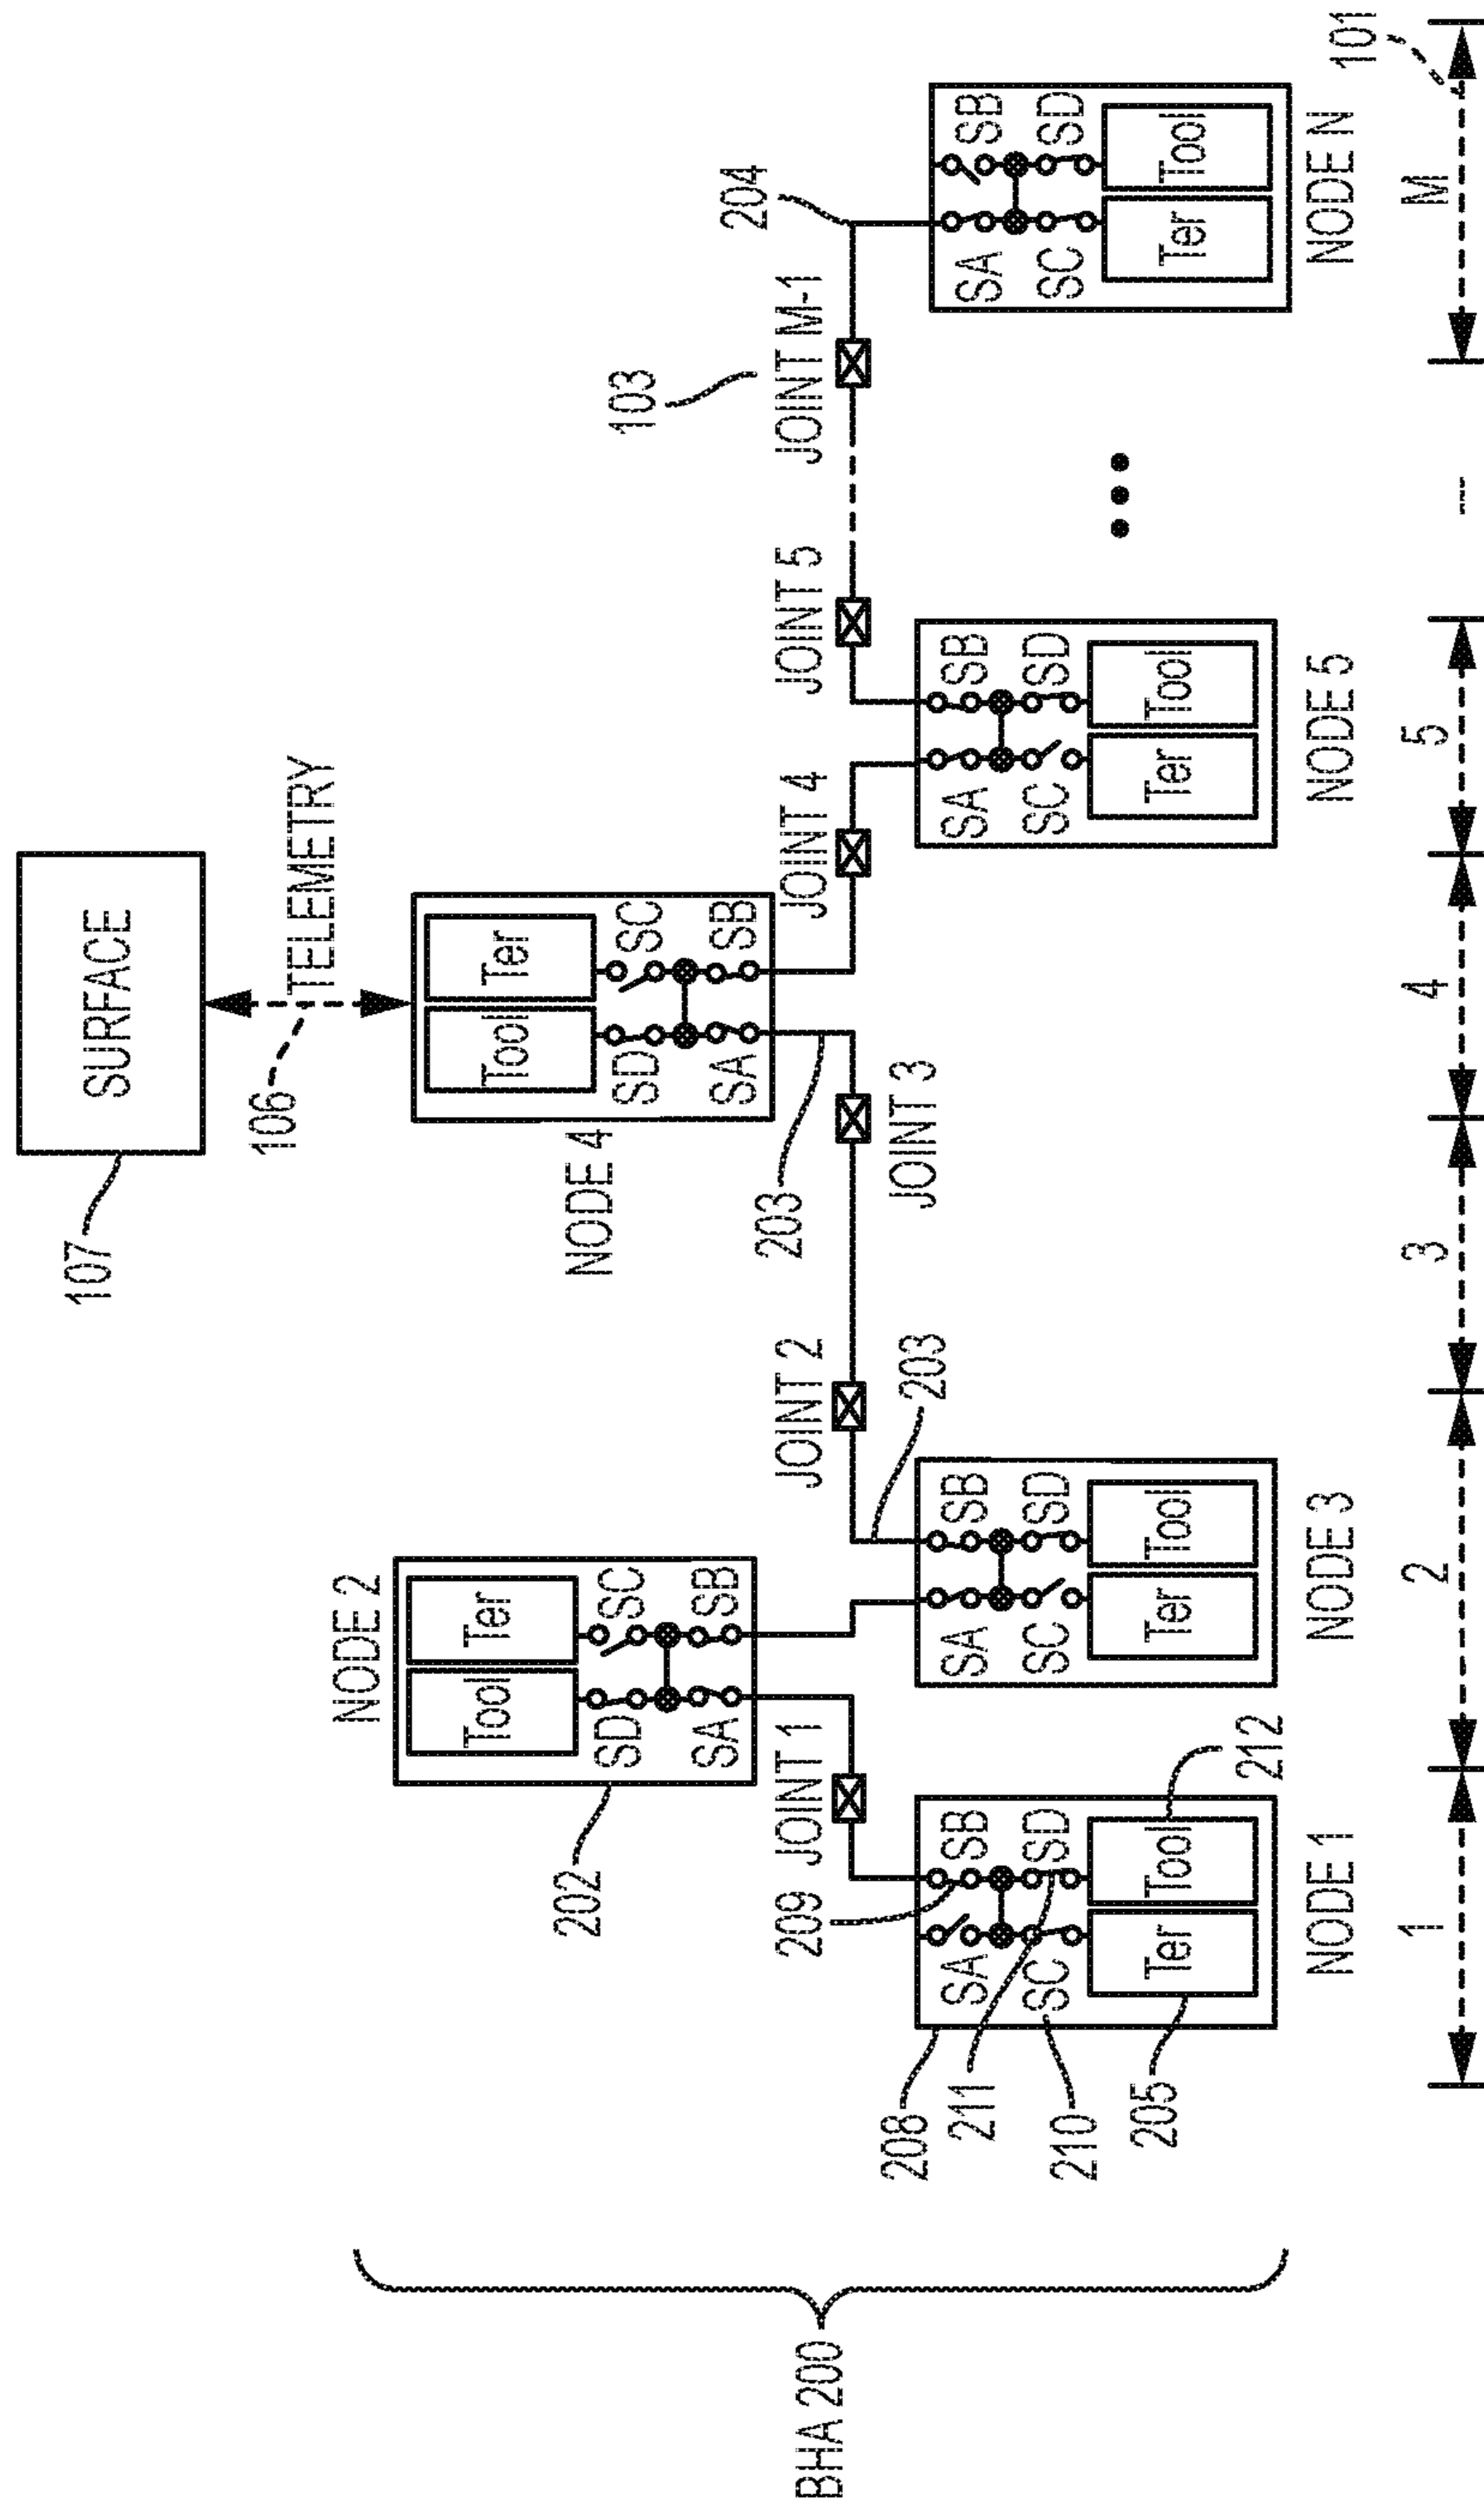 SURFACE
107
106
TELEMETRY
BHA 200
NODE 2
Tool
Ter
SD
SC
SA
SB
202
NODE 4
Tool
Ter
SD
SC
SA
SB
203
103
204
209
JOINT 1
JOINT 2
203
JOINT 3
JOINT 4
JOINT 5
JOINT M-1
208
211
210
205
SA
SB
SC
SD
Ter
Tool
212
NODE 1
SA
SB
SC
SD
Ter
Tool
NODE 3
SA
SB
SC
SD
Ter
Tool
NODE 5
SA
SB
SC
SD
Ter
Tool
NODE N
1
2
3
4
5
---
M
101